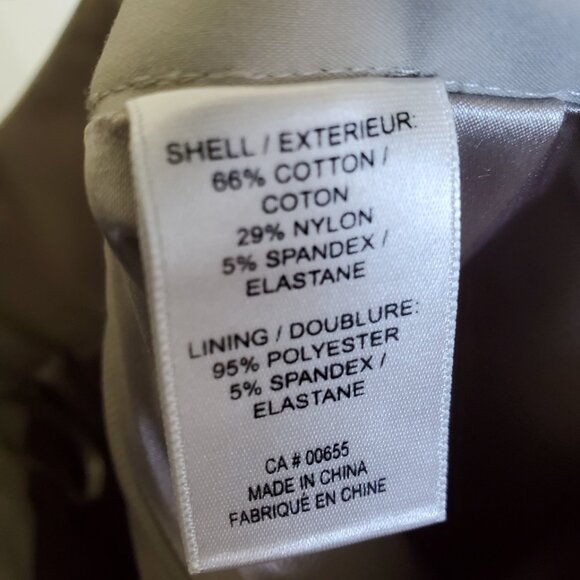 SHELL / EXTERIEUR:
66% COTTON /
COTON
29% NYLON
5% SPANDEX /
ELASTANE
LINING / DOUBLURE:
95% POLYESTER
5% SPANDEX /
ELASTANE
CA # 00655
MADE IN CHINA
FABRIQUÉ EN CHINE